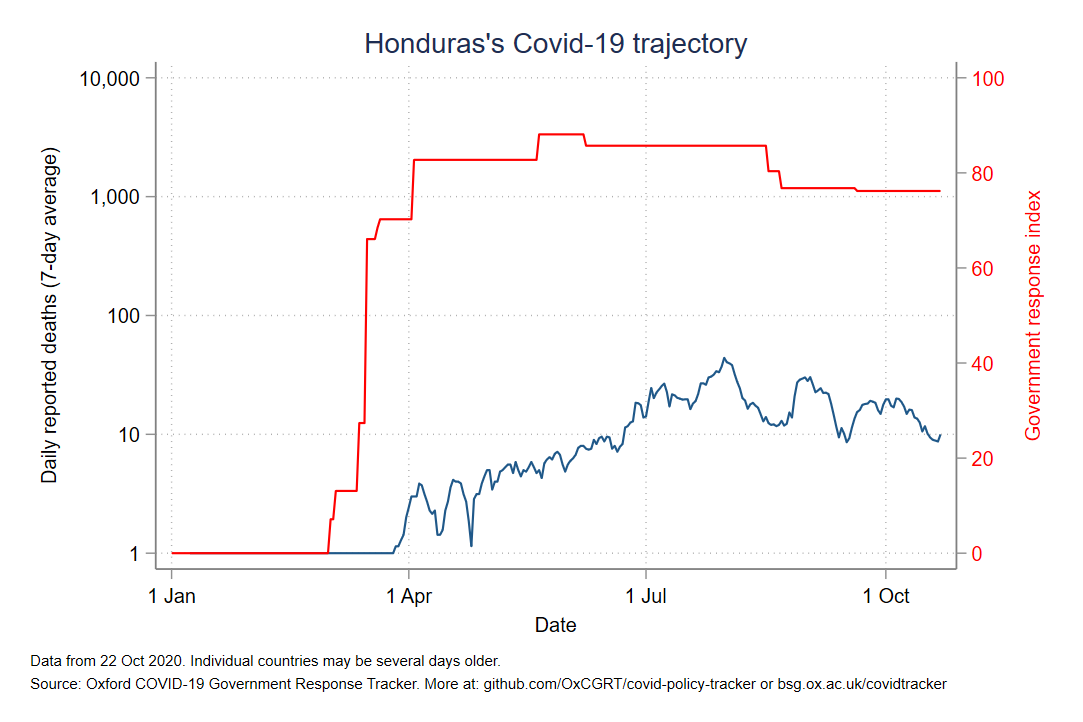 Honduras's Covid-19 trajectory
10,000
1,000
100
10
1
Daily reported deaths (7-day average)
100
80
60
40
20
0
Government response index
1 Jan
1 Apr
1 Jul
1 Oct
Date
Data from 22 Oct 2020. Individual countries may be several days older.
Source: Oxford COVID-19 Government Response Tracker. More at: github.com/OxCGRT/covid-policy-tracker or bsg.ox.ac.uk/covidtracker